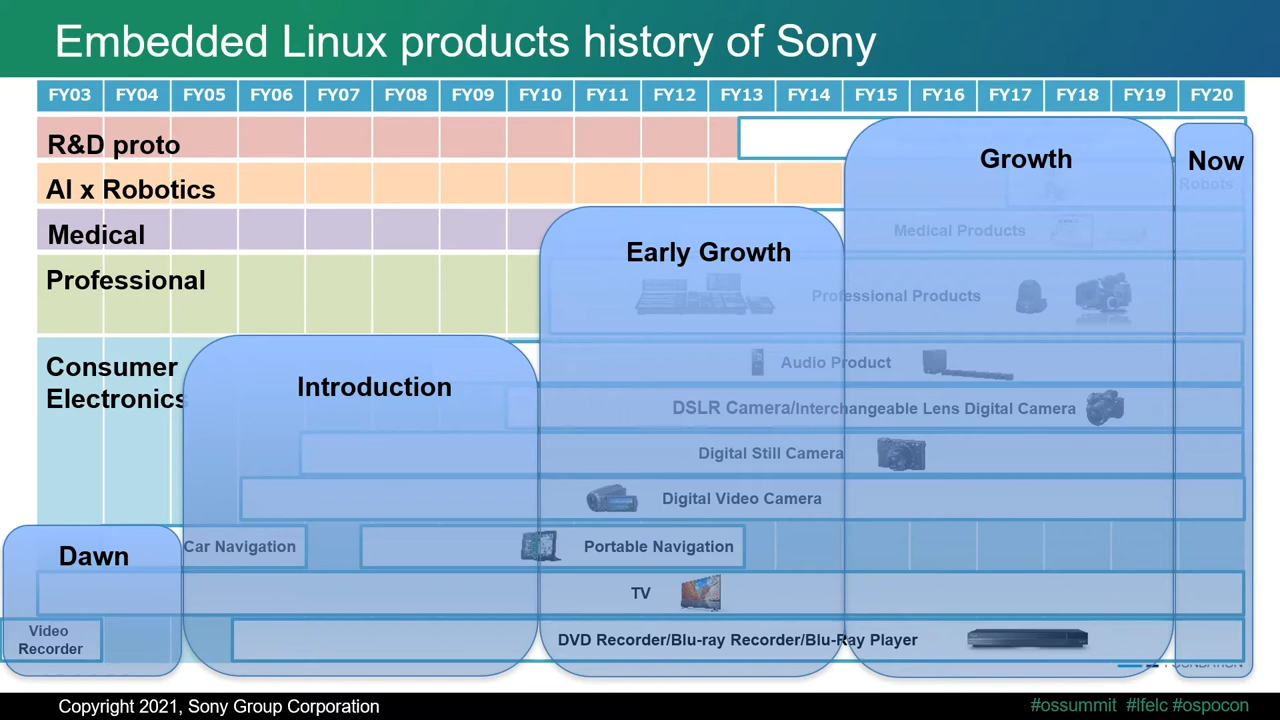 Embedded Linux products history of Sony
FY03 FY04 FY05 FY06 FY07 FY08 FY09 FY10 FY11 FY12 FY13 FY14 FY15 FY16 FY17 FY18 FY19 FY20
R&D proto
Growth
Now
AI x Robotics
Robots
Medical
Medical Products
Early Growth
Professional
Professional Products
Consumer
Electronics
Introduction
Audio Product
DSLR Camera/Interchangeable Lens Digital Camera
Digital Still Camera
Digital Video Camera
Dawn
Car Navigation
Portable Navigation
TV
Video
Recorder
DVD Recorder/Blu-ray Recorder/Blu-Ray Player
FOUNDATION
Copyright 2021, Sony Group Corporation
#ossummit #lfelc #ospocon